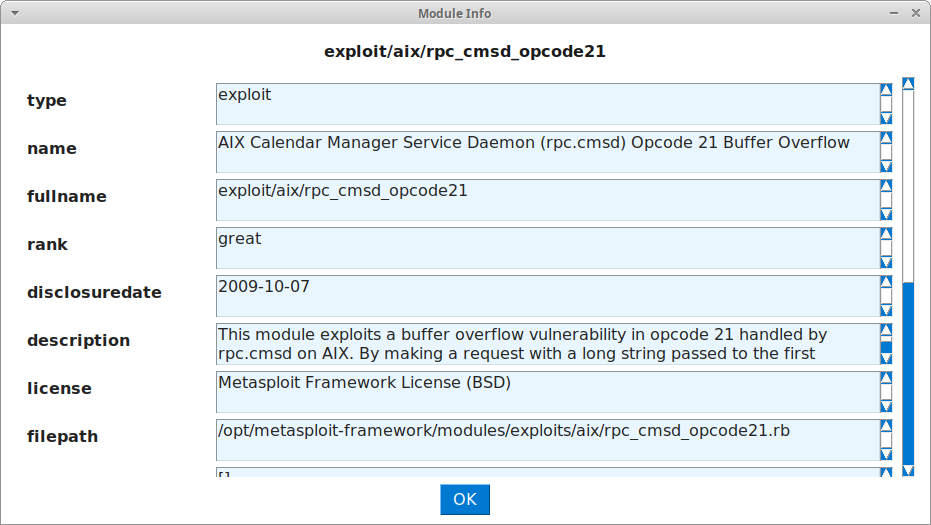 Module Info
exploit/aix/rpc_cmsd_opcode21
type
exploit
name
AIX Calendar Manager Service Daemon (rpc.cmsd) Opcode 21 Buffer Overflow
fullname
exploit/aix/rpc_cmsd_opcode21
rank
great
disclosuredate
2009-10-07
description
This module exploits a buffer overflow vulnerability in opcode 21 handled by
rpc.cmsd on AIX. By making a request with a long string passed to the first
license
Metasploit Framework License (BSD)
filepath
/opt/metasploit-framework/modules/exploits/aix/rpc_cmsd_opcode21.rb
OK